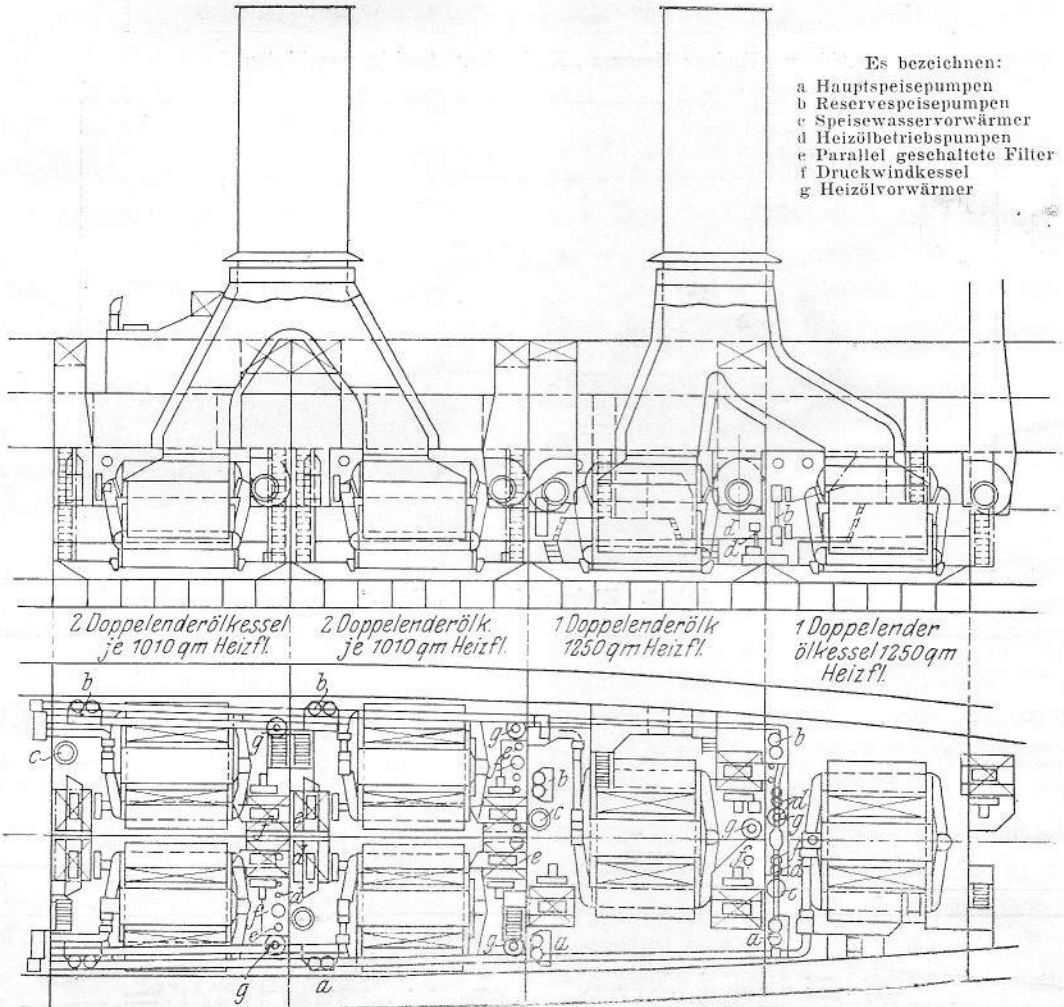 Es bezeichnen:
a Hauptspeisepumpen
b Reservespeisepumpen
c Speisewasservorwärmer
d Heizölbetriebspumpen
e Parallel geschaltete Filter
f Druckwindkessel
g Heizölvorwärmer
b
d
d
2 Doppelenderölkessel
je 1010 qm Heizfl.
2 Doppelenderölk.
je 1010 qm Heizfl.
1 Doppelenderölk
1250 qm Heizfl.
1 Doppelender
ölkessel 1250 qm
Heizfl.
b
b
g
g
b
c
e
b
d
c
g
g
f
e
d
f
d
c
e
g
a
a
g
a